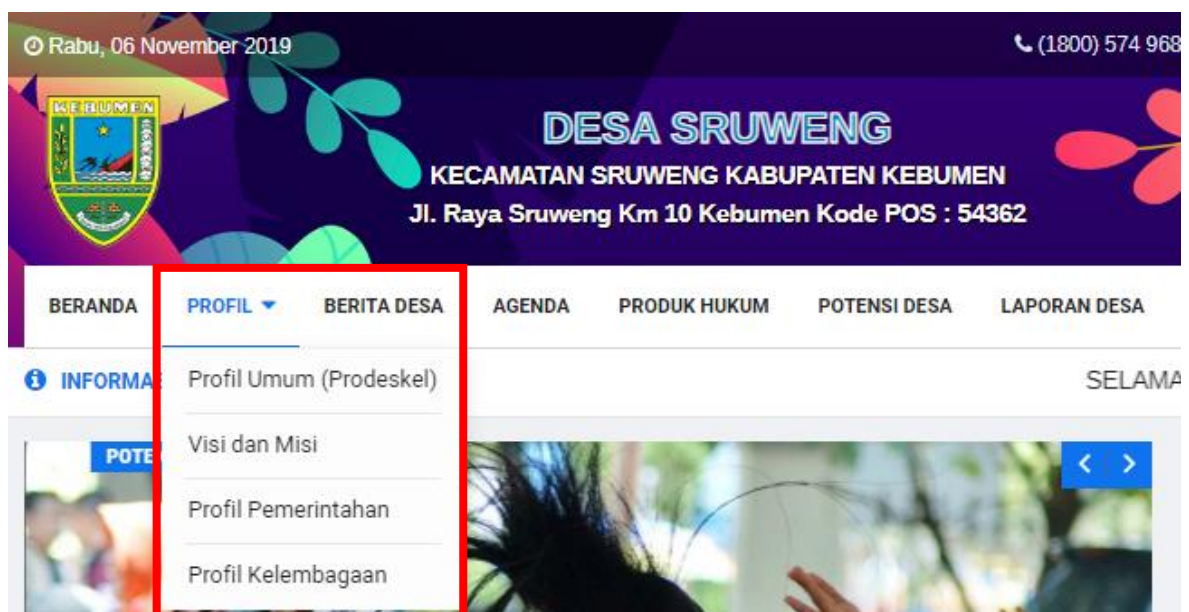 Rabu, 06 November 2019
(1800) 574 968
KEBUMEN
DESA SRUWENG
KECAMATAN SRUWENG KABUPATEN KEBUMEN
Jl. Raya Sruweng Km 10 Kebumen Kode POS : 54362
BERANDA PROFIL BERITA DESA AGENDA PRODUK HUKUM POTENSI DESA LAPORAN DESA
INFORMA SELAMA
Profil Umum (Prodeskel)
Visi dan Misi
POTE
Profil Pemerintahan
Profil Kelembagaan